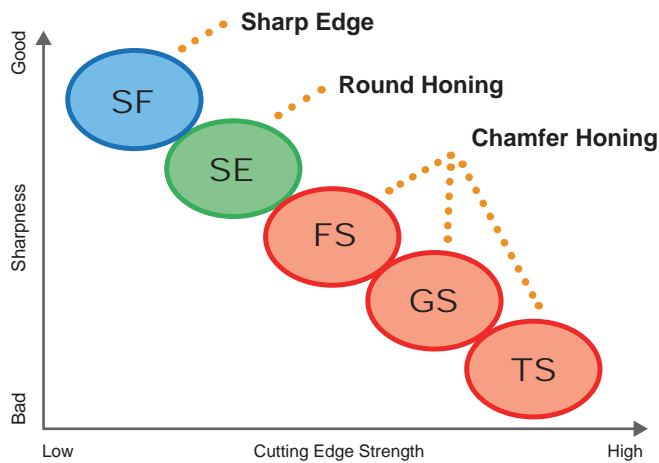 Sharp Edge
Good
SF
Round Honing
Chamfer Honing
SE
Sharpness
FS
GS
TS
Bad
Low
Cutting Edge Strength
High